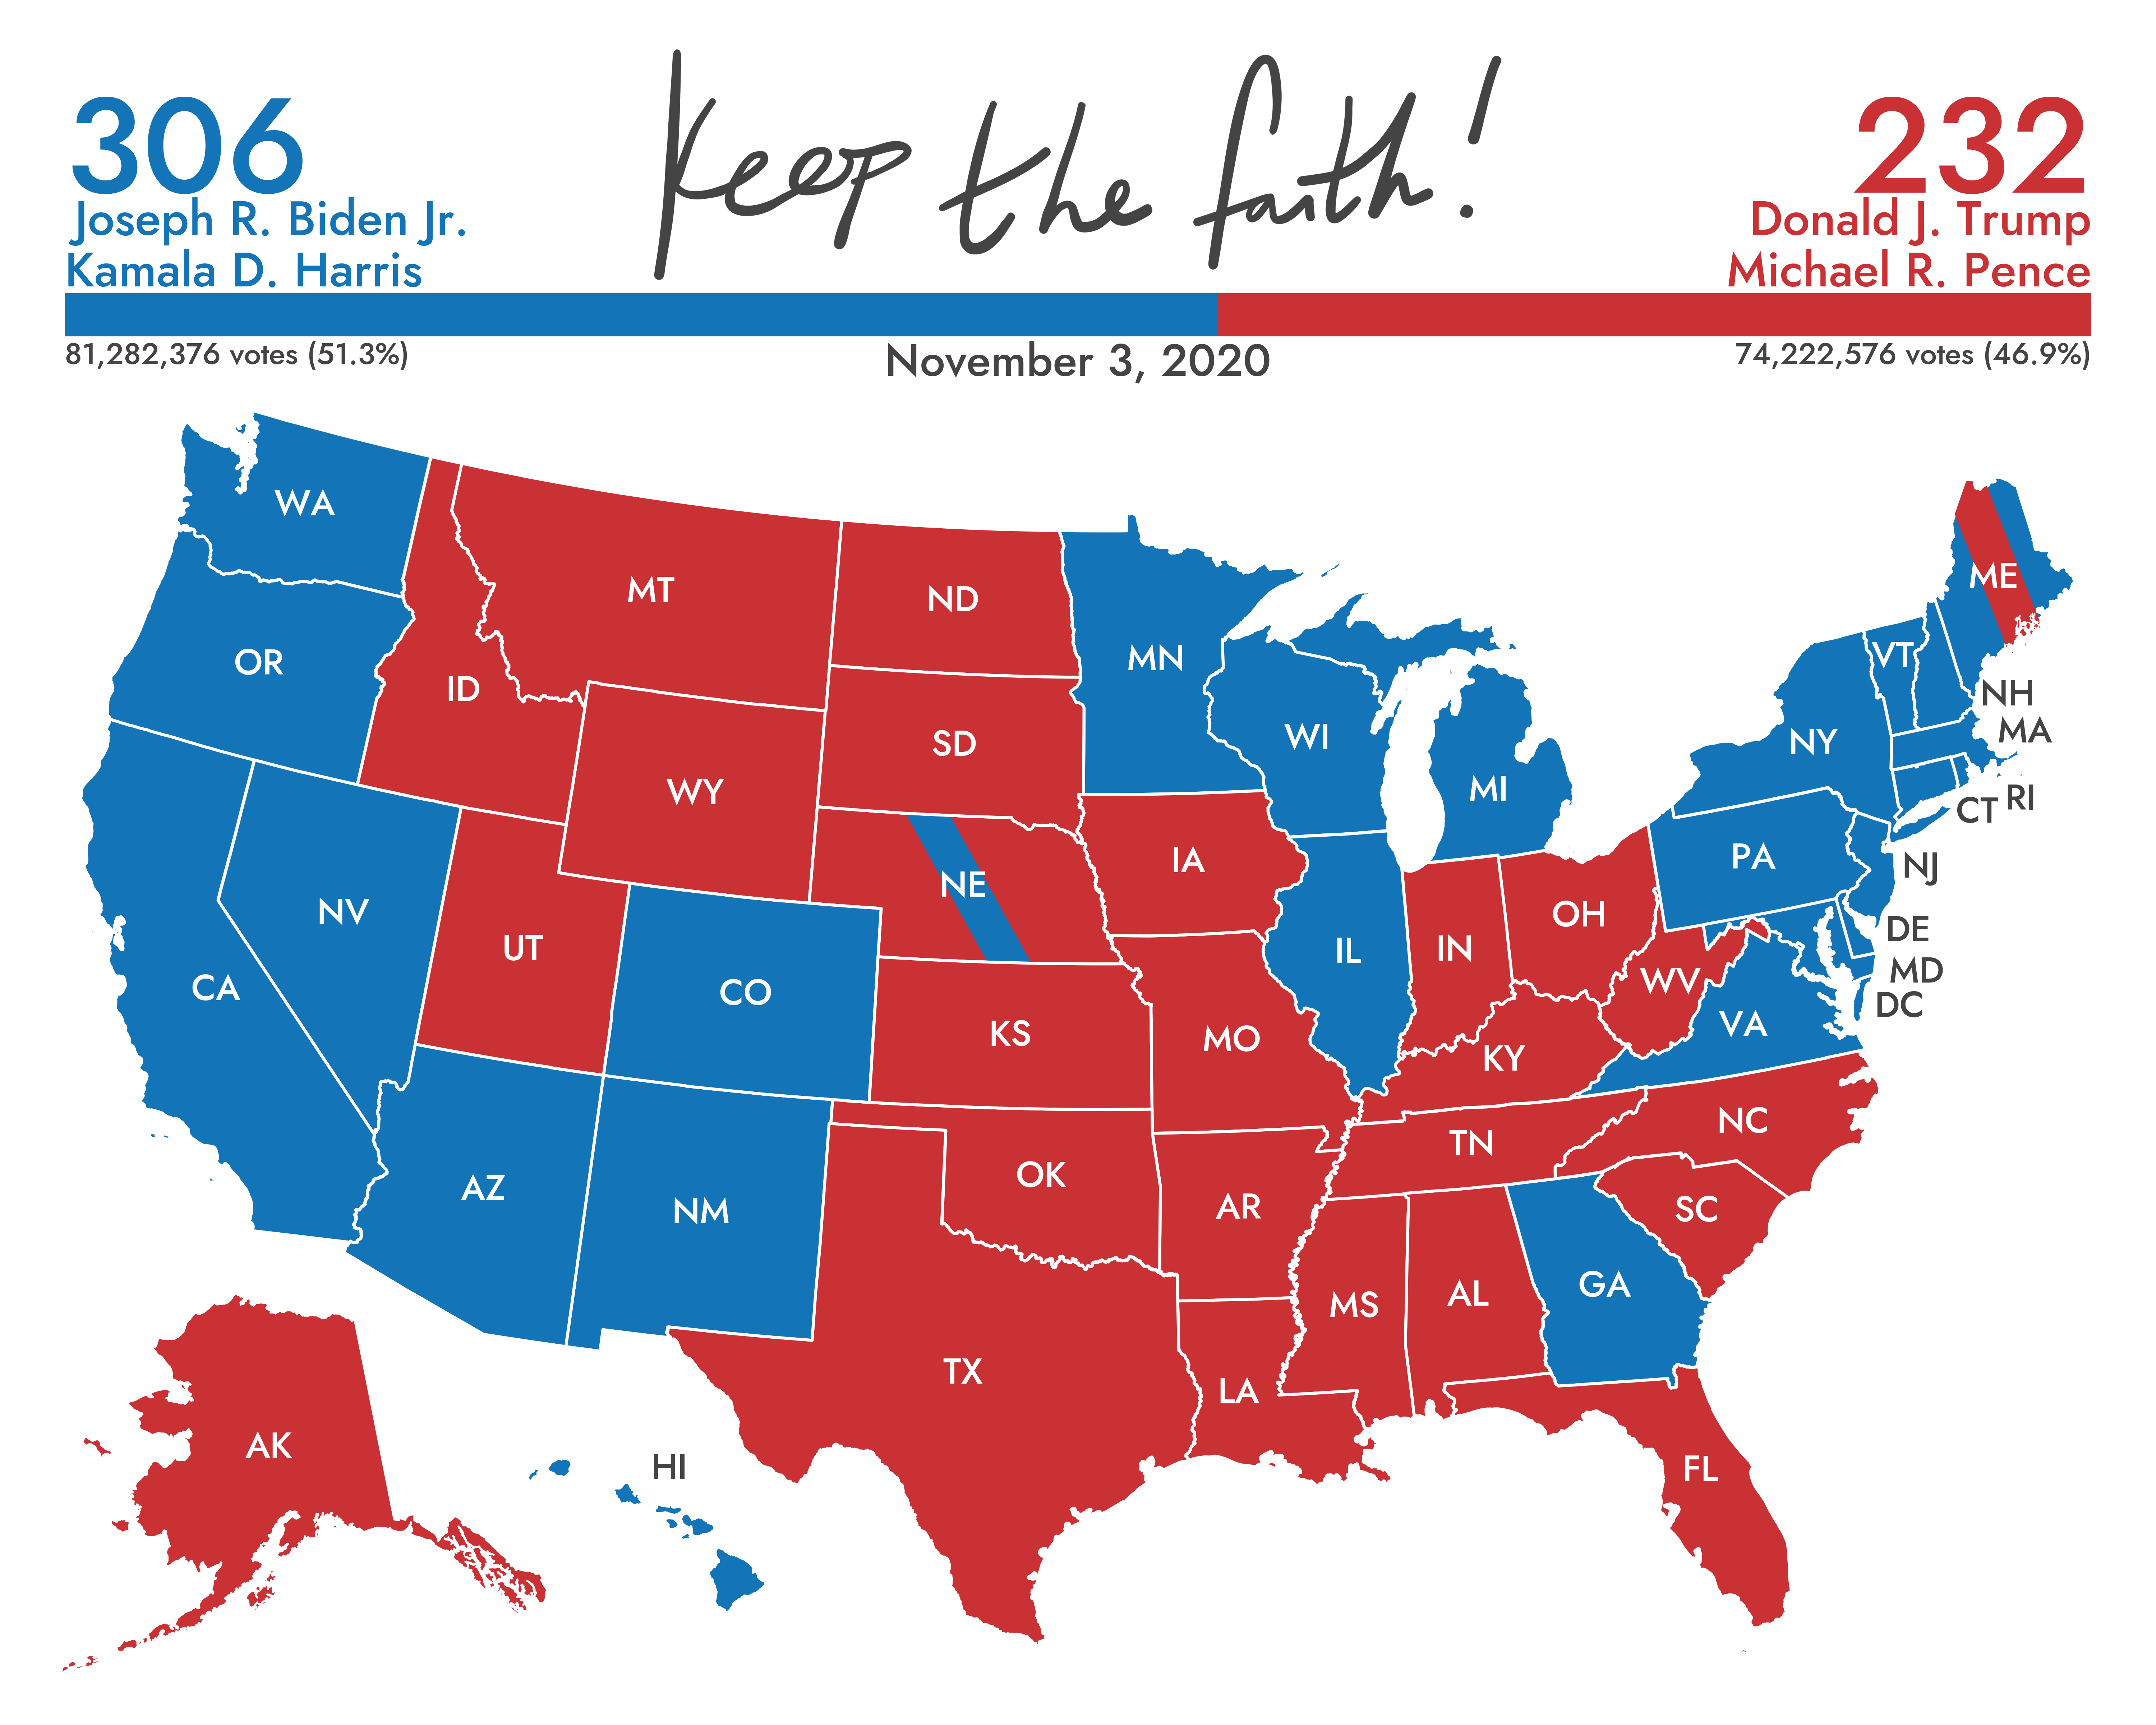 Keep the faith!
306
232
Joseph R. Biden Jr.
Donald J. Trump
Kamala D. Harris
Michael R. Pence
81,282,376 votes (51.3%)
November 3, 2020
74,222,576 votes (46.9%)
WA
MT
ND
MN
ME
OR
ID
SD
WI
VT
NH
MA
NY
WY
MI
CT
RI
NE
IA
PA
NJ
NV
UT
OH
DE
CA
CO
IL
IN
WV
MD
DC
KS
MO
KY
VA
NC
TN
AZ
NM
OK
AR
SC
MS
AL
GA
TX
LA
AK
HI
FL